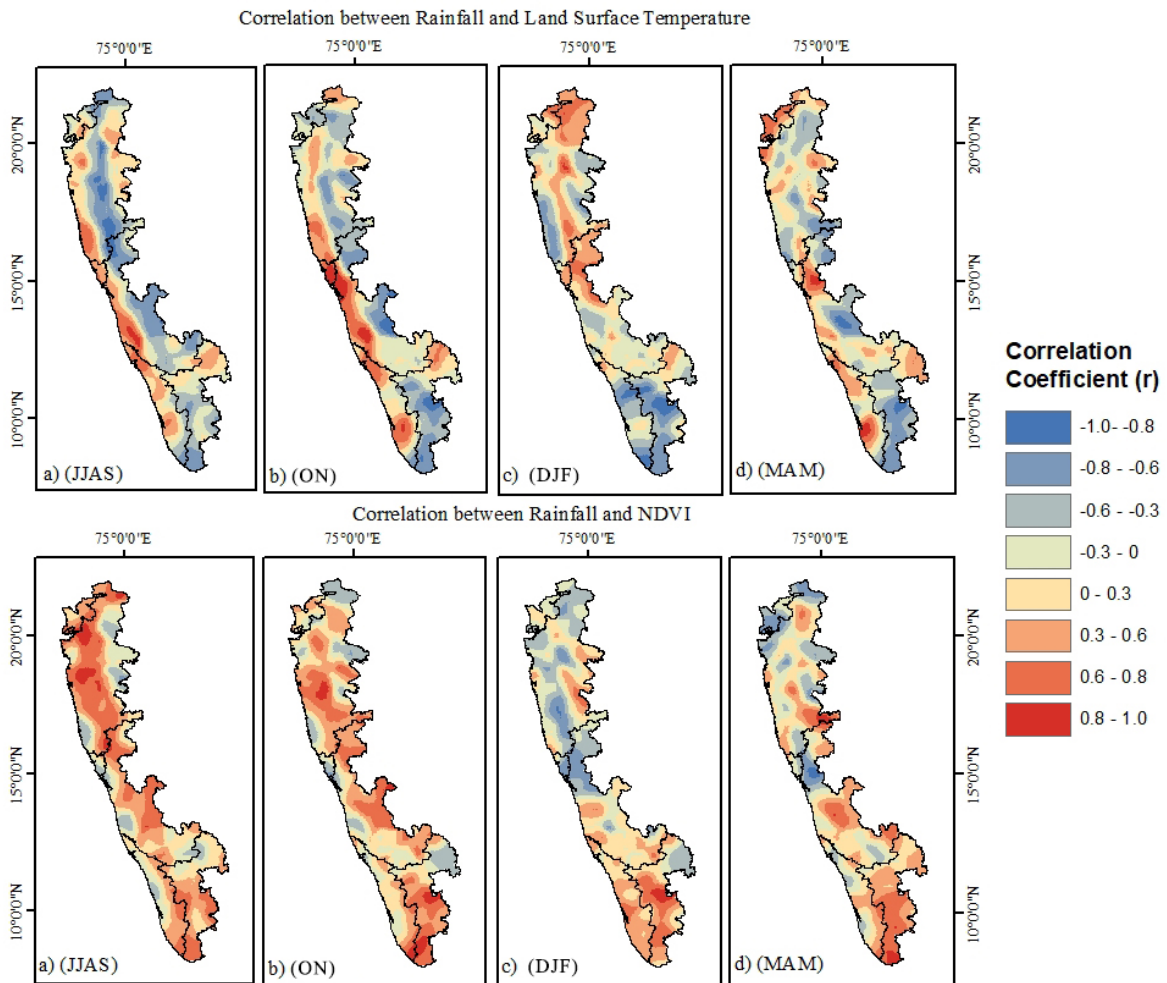 Correlation between Rainfall and Land Surface Temperature
75°0'0"E 75°0'0"E 75°0'0"E 75°0'0"E
20°0'0"N 20°0'0"N
15°0'0"N 15°0'0"N
10°0'0"N 10°0'0"N
a) (JJAS) b) (ON) c) (DJF) d) (MAM)
Correlation between Rainfall and NDVI
75°0'0"E 75°0'0"E 75°0'0"E 75°0'0"E
20°0'0"N 20°0'0"N
15°0'0"N 15°0'0"N
10°0'0"N 10°0'0"N
a) (JJAS) b) (ON) c) (DJF) d) (MAM)
Correlation
Coefficient (r)
-1.0- -0.8
-0.8 - -0.6
-0.6 - -0.3
-0.3 - 0
0 - 0.3
0.3 - 0.6
0.6 - 0.8
0.8 - 1.0